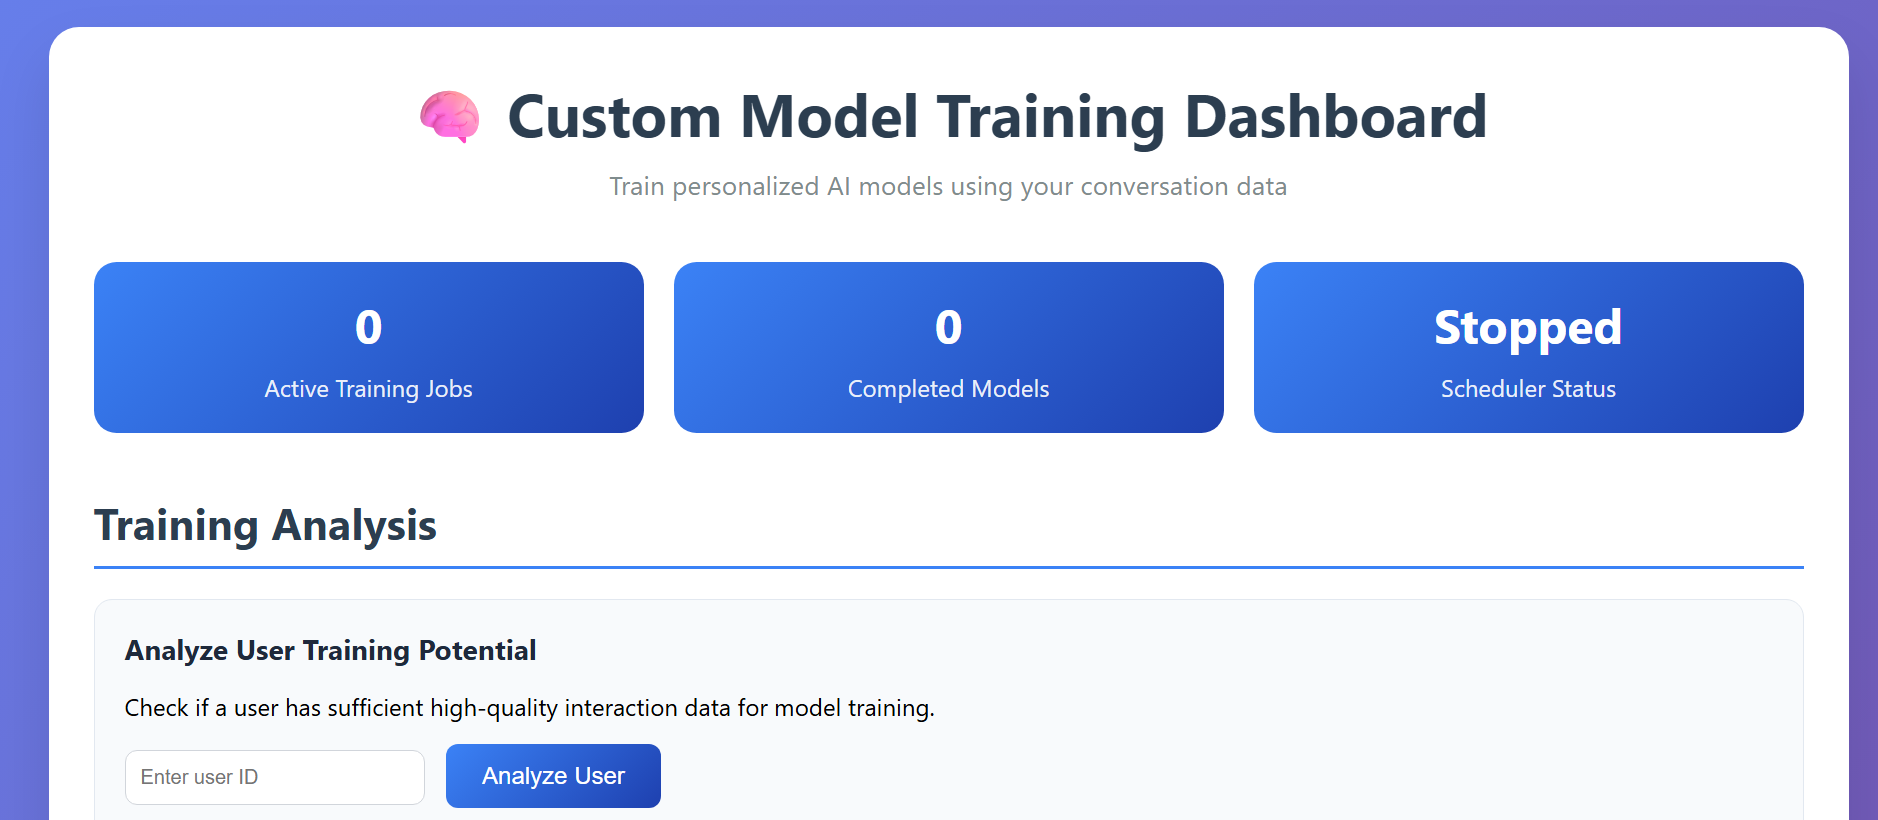 Custom Model Training Dashboard
Train personalized AI models using your conversation data
0
Active Training Jobs
0
Completed Models
Stopped
Scheduler Status
Training Analysis
Analyze User Training Potential
Check if a user has sufficient high-quality interaction data for model training.
Enter user ID
Analyze User